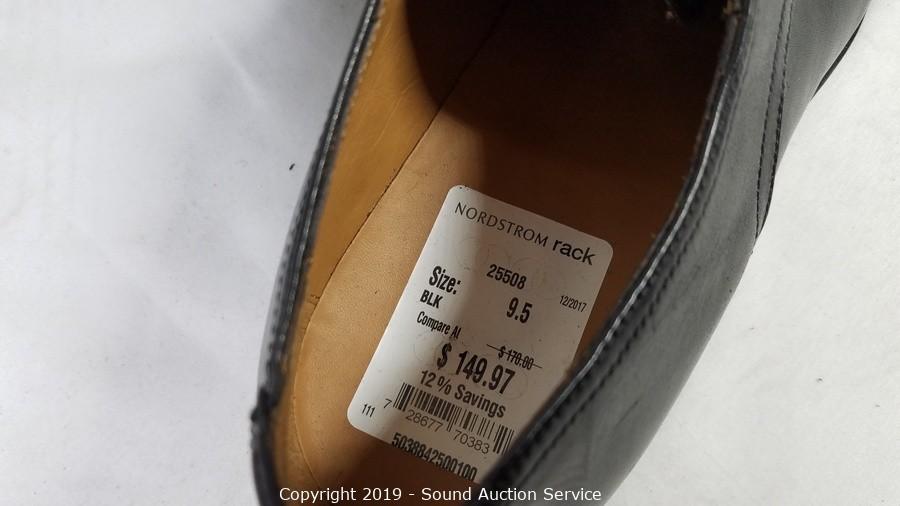 NORDSTROM rack
25508
12/2017
Size: 9.5
BLK
Compare At $ 170.00
$ 149.97
12% Savings
111
7 28677 70383
5038842500100
Copyright 2019 - Sound Auction Service